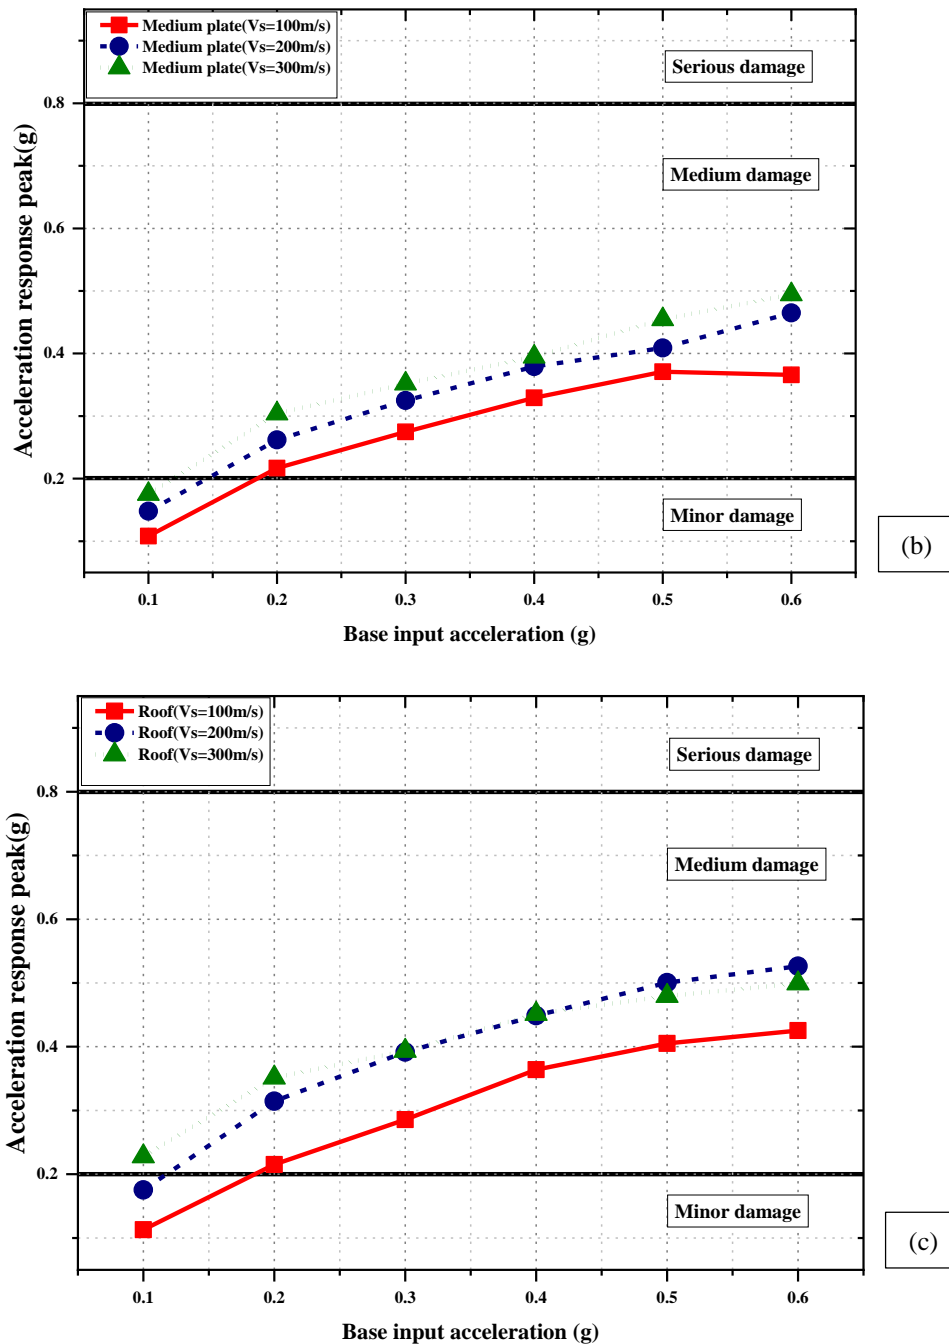 Medium plate(Vs=100m/s)
Medium plate(Vs=200m/s)
Medium plate(Vs=300m/s)
Serious damage
Medium damage
Minor damage
Acceleration response peak(g)
0.8
0.6
0.4
0.2
0.1 0.2 0.3 0.4 0.5 0.6
Base input acceleration (g)
(b)
Roof(Vs=100m/s)
Roof(Vs=200m/s)
Roof(Vs=300m/s)
Serious damage
Medium damage
Minor damage
Acceleration response peak(g)
0.8
0.6
0.4
0.2
0.1 0.2 0.3 0.4 0.5 0.6
Base input acceleration (g)
(c)